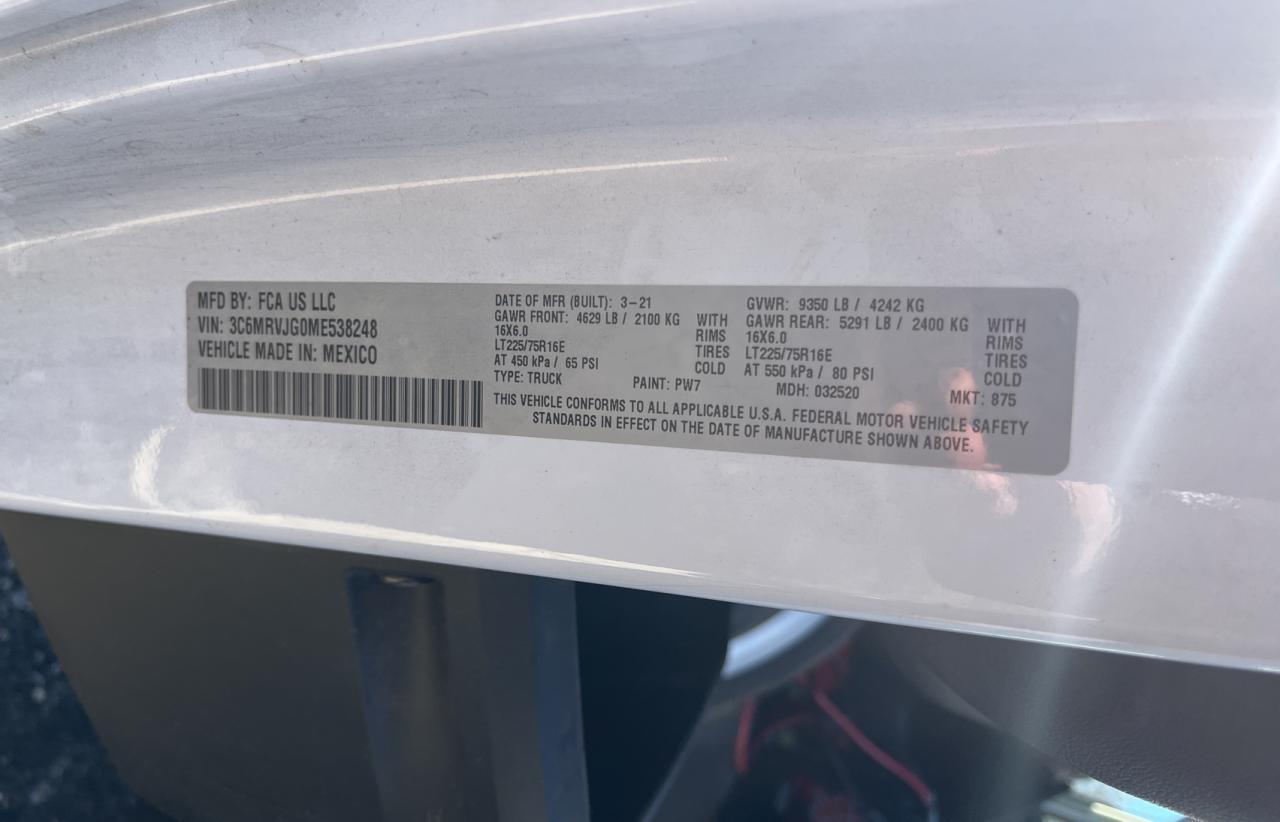 MFD BY: FCA US LLC
VIN: 3C6MRVJG0ME538248
VEHICLE MADE IN: MEXICO
DATE OF MFR (BUILT): 3-21
GAWR FRONT: 4629 LB / 2100 KG WITH
16X6.0 RIMS
LT225/75R16E TIRES
AT 450 kPa / 65 PSI COLD
GVWR: 9350 LB / 4242 KG
GAWR REAR: 5291 LB / 2400 KG WITH
16X6.0 RIMS
LT225/75R16E TIRES
AT 550 kPa / 80 PSI COLD
TYPE: TRUCK PAINT: PW7 MDH: 032520 MKT: 875
THIS VEHICLE CONFORMS TO ALL APPLICABLE U.S.A. FEDERAL MOTOR VEHICLE SAFETY
STANDARDS IN EFFECT ON THE DATE OF MANUFACTURE SHOWN ABOVE.